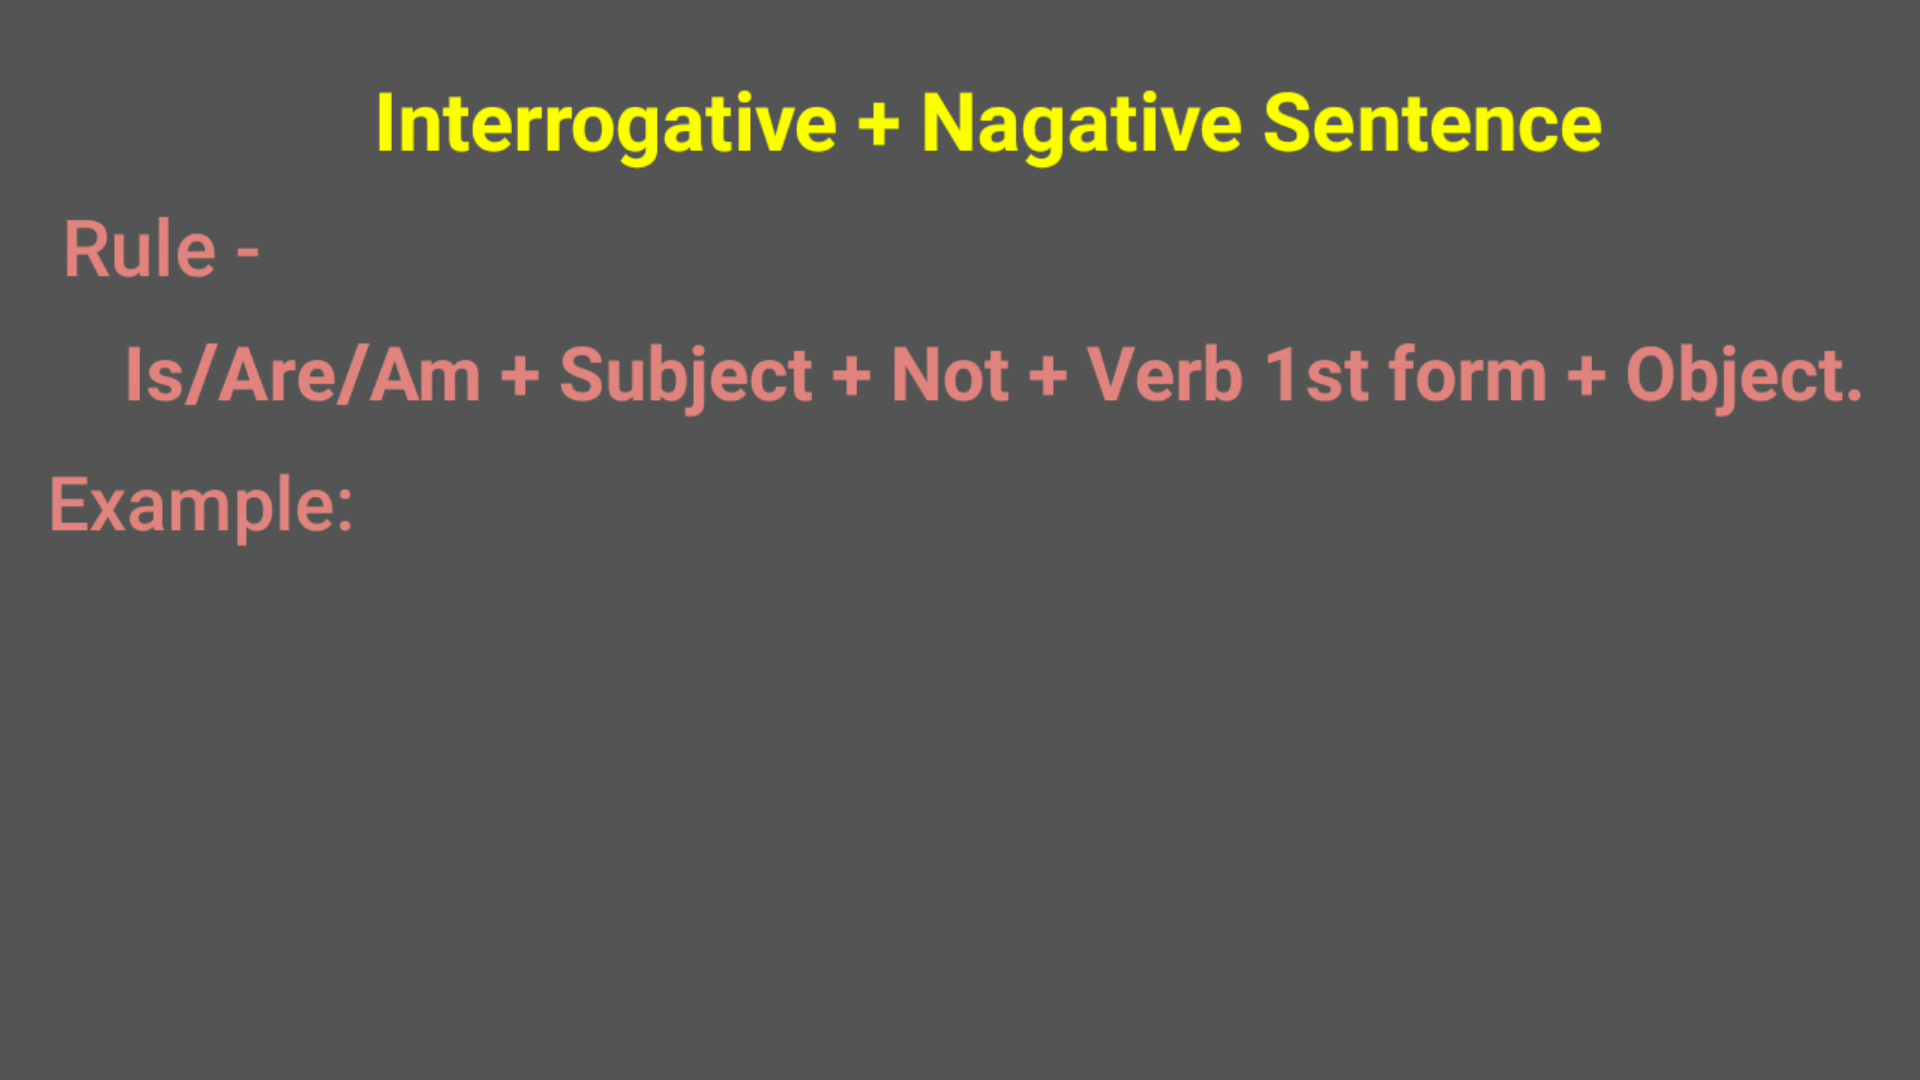 Interrogative + Nagative Sentence
Rule -
Is/Are/Am + Subject + Not + Verb 1st form + Object.
Example: